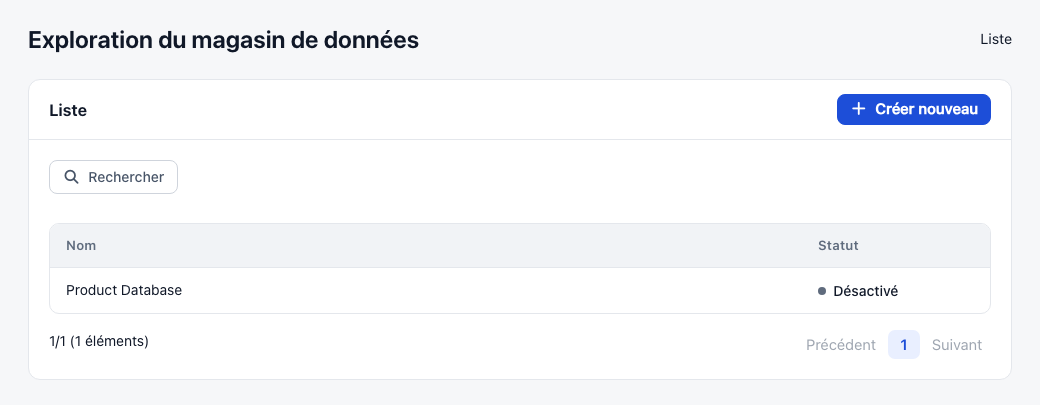 Exploration du magasin de données
Liste
Liste
Créer nouveau
Rechercher
Nom Statut
Product Database Désactivé
1/1 (1 éléments)
Précédent 1 Suivant